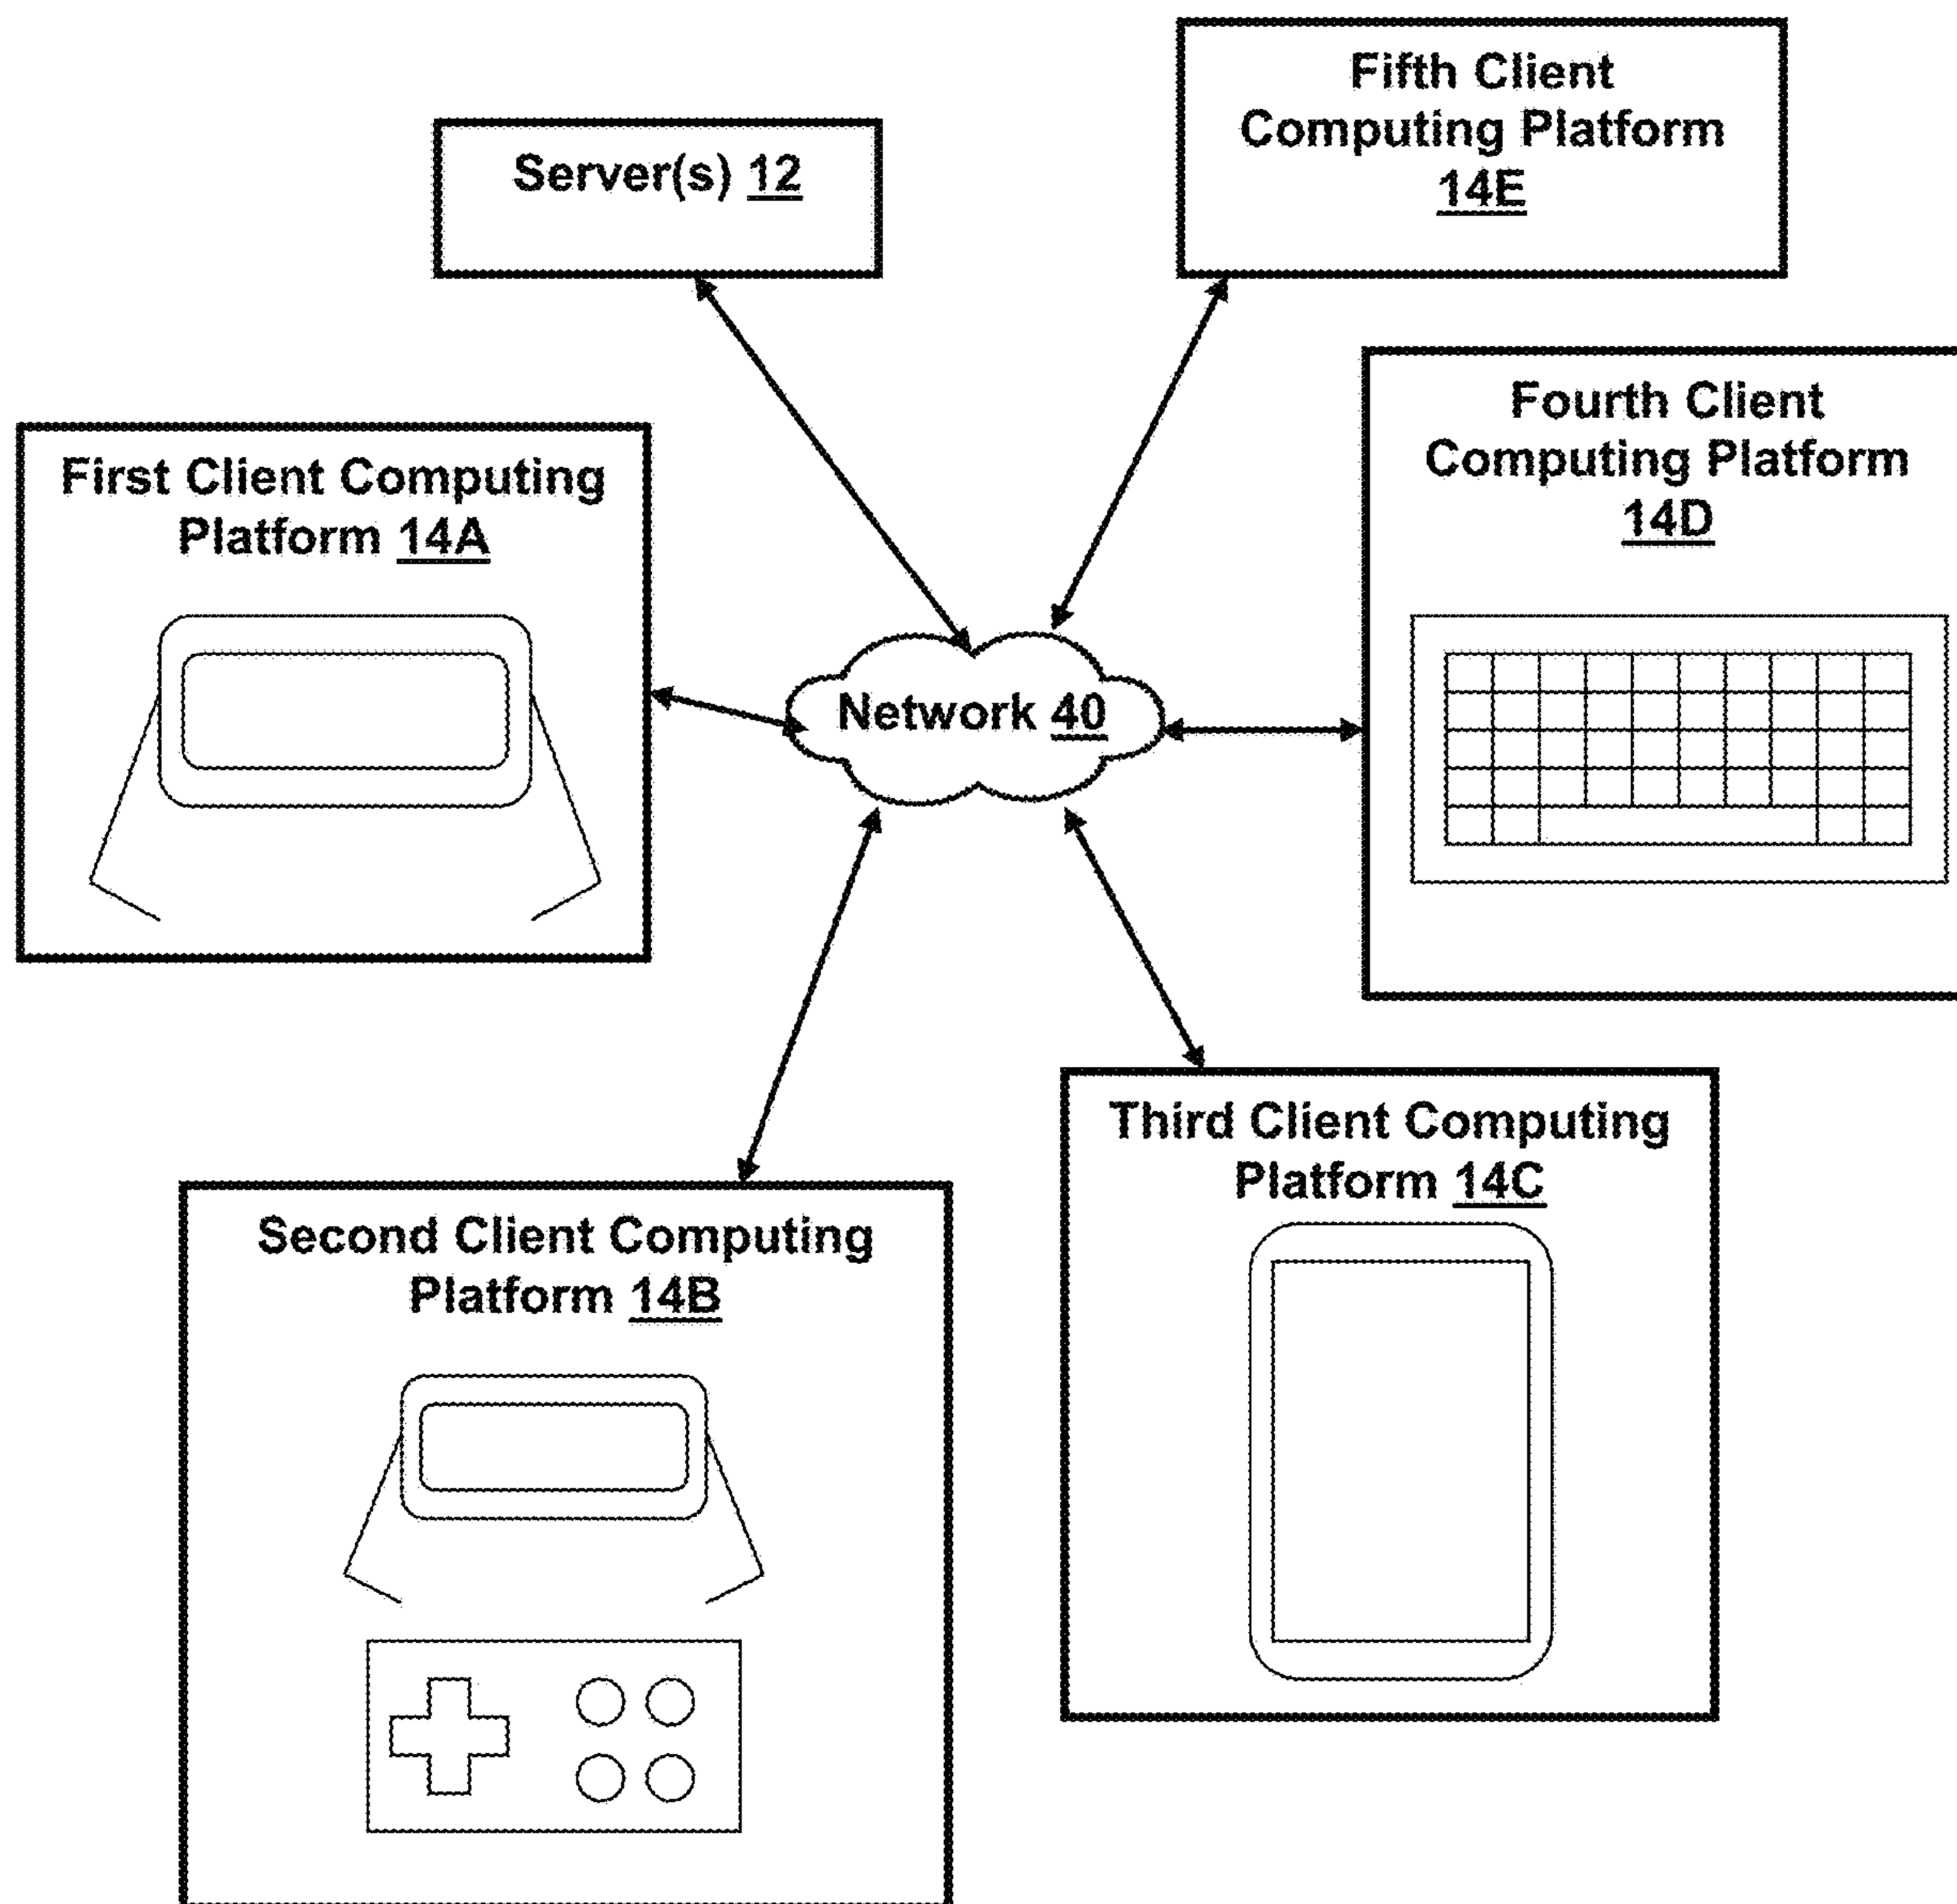 Server(s) 12
Fifth Client
Computing Platform
14E
First Client Computing
Platform 14A
Fourth Client
Computing Platform
14D
Network 40
Second Client Computing
Platform 14B
Third Client Computing
Platform 14C